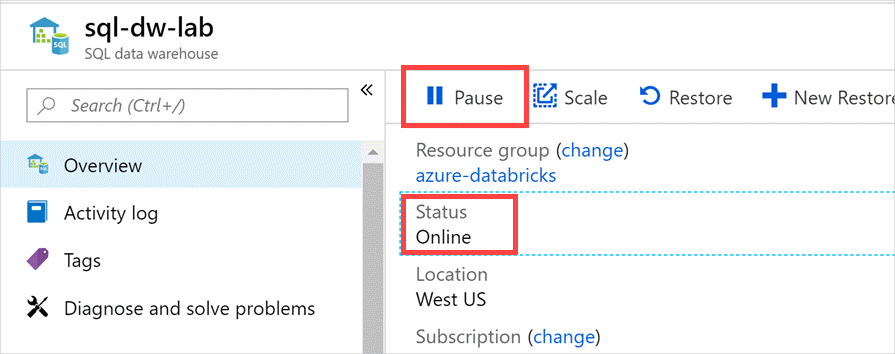 sql-dw-lab
SQL data warehouse
SQL
Search (Ctrl+/)
«
Overview
Activity log
Tags
Diagnose and solve problems
Pause
Scale
Restore
New Restore
Resource group (change)
azure-databricks
Status
Online
Location
West US
Subscription (change)